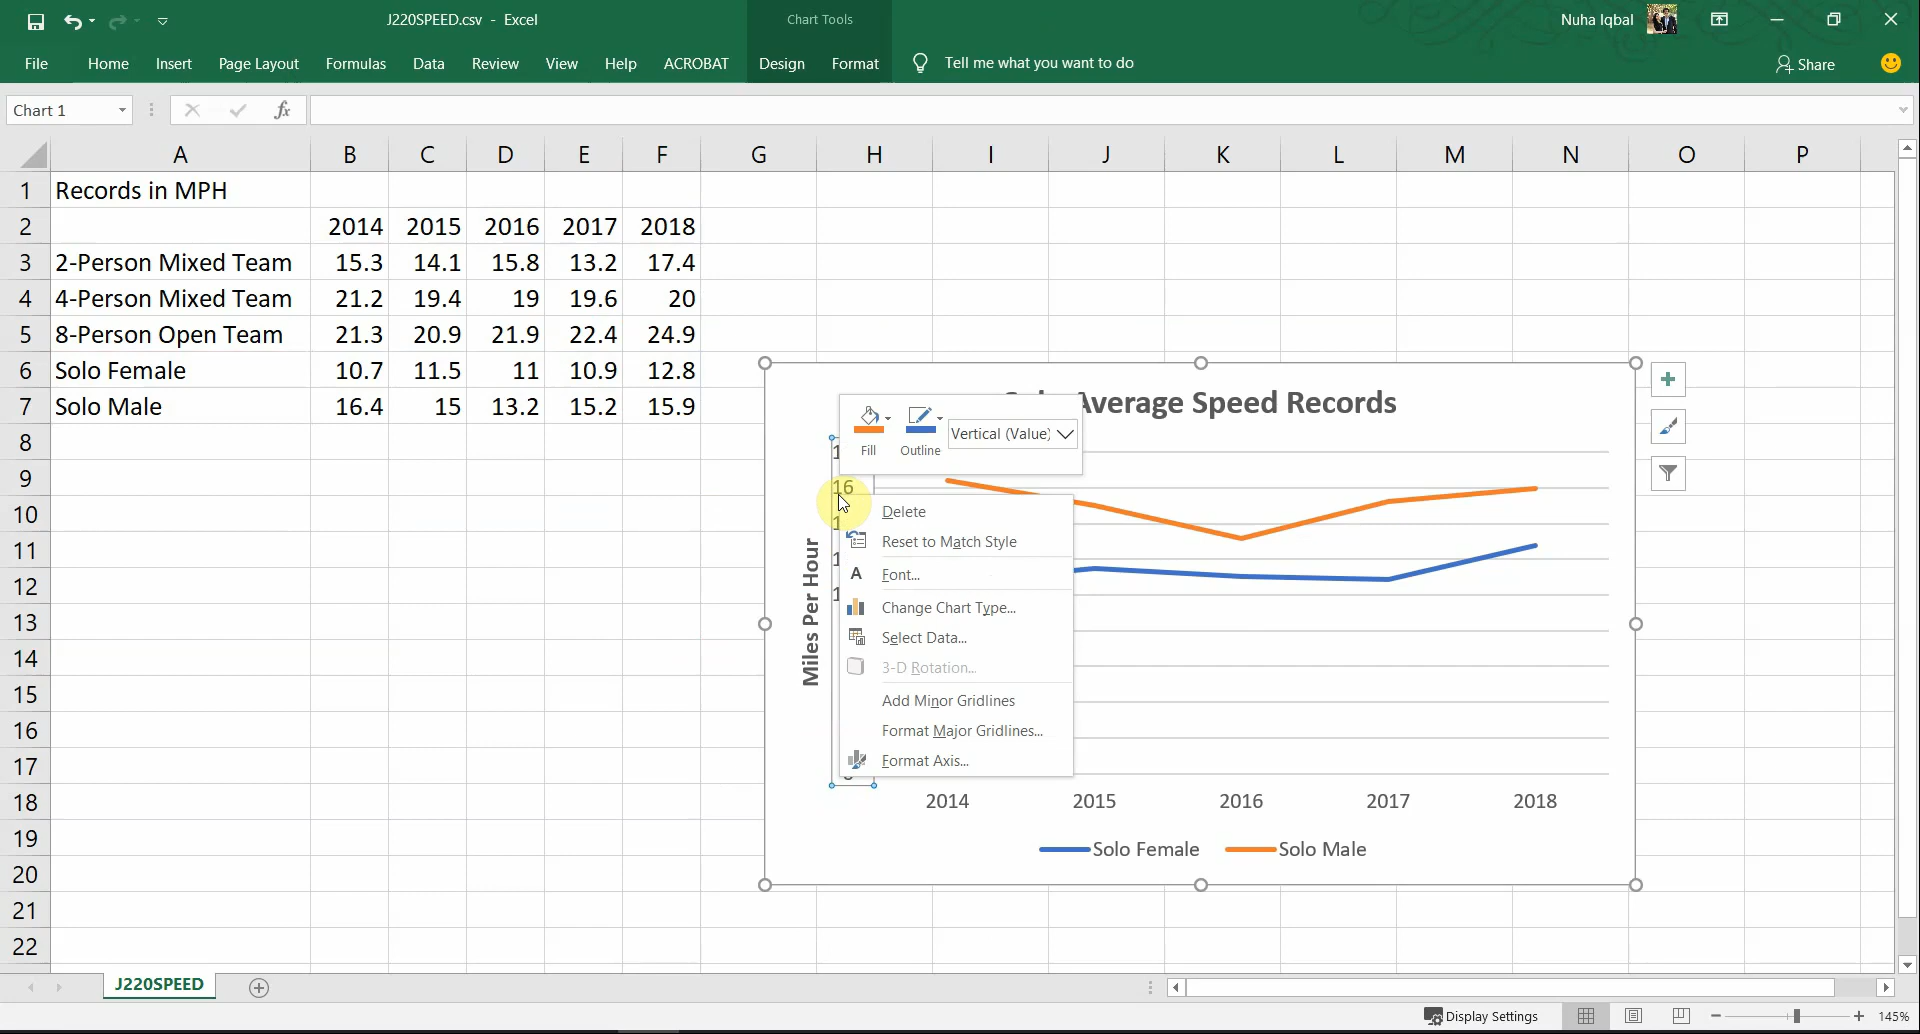 J220SPEED.csv - Excel
Chart Tools
Nuha Iqbal
File Home Insert Page Layout Formulas Data Review View Help ACROBAT Design Format Tell me what you want to do Share
Chart 1 fx
A B C D E F G H I J K L M N O P
1 Records in MPH
2 2014 2015 2016 2017 2018
3 2-Person Mixed Team 15.3 14.1 15.8 13.2 17.4
4 4-Person Mixed Team 21.2 19.4 19 19.6 20
5 8-Person Open Team 21.3 20.9 21.9 22.4 24.9
6 Solo Female 10.7 11.5 11 10.9 12.8
7 Solo Male 16.4 15 13.2 15.2 15.9
8
9
10
11
12
13
14
15
16
17
18
19
20
21
22
Average Speed Records
Fill
Outline
Vertical (Value)
16
Miles Per Hour
Delete
Reset to Match Style
A Font...
Change Chart Type...
Select Data...
3-D Rotation...
Add Minor Gridlines
Format Major Gridlines...
Format Axis...
2014 2015 2016 2017 2018
Solo Female Solo Male
J220SPEED
Display Settings
145%